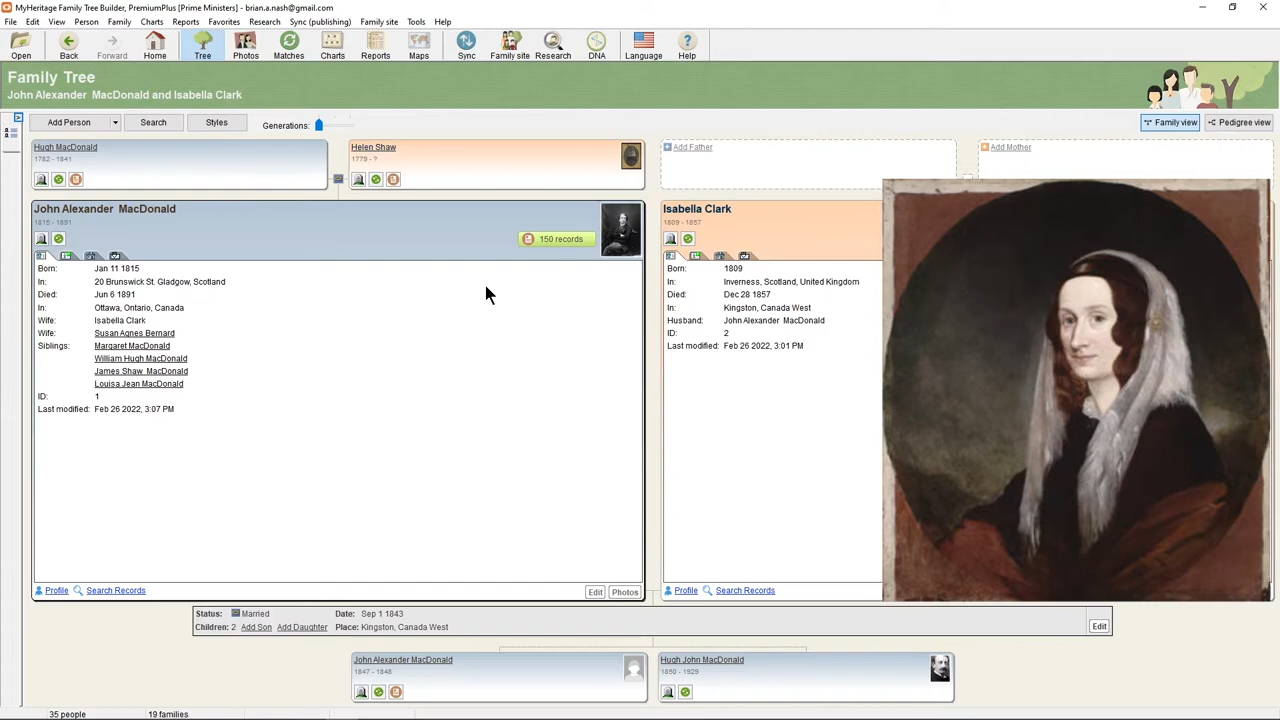 MyHeritage Family Tree Builder, PremiumPlus [Prime Ministers] - brian.a.nash@gmail.com
File Edit View Person Family Charts Reports Favorites Research Sync (publishing) Family site Tools Help
Open Back Forward Home Tree Photos Matches Charts Reports Maps Sync Family site Research DNA Language Help
Family Tree
John Alexander MacDonald and Isabella Clark
Add Person Search Styles Generations: Family view Pedigree view
Hugh MacDonald
1782 - 1841
Helen Shaw
1779 - ?
Add Father
Add Mother
John Alexander MacDonald
1815 - 1891
150 records
Born: Jan 11 1815
In: 20 Brunswick St. Gladgow, Scotland
Died: Jun 6 1891
In: Ottawa, Ontario, Canada
Wife: Isabella Clark
Wife: Susan Agnes Bernard
Siblings: Margaret MacDonald
William Hugh MacDonald
James Shaw MacDonald
Louisa Jean MacDonald
ID: 1
Last modified: Feb 26 2022, 3:07 PM
Profile Search Records Edit Photos
Isabella Clark
1809 - 1857
Born: 1809
In: Inverness, Scotland, United Kingdom
Died: Dec 28 1857
In: Kingston, Canada West
Husband: John Alexander MacDonald
ID: 2
Last modified: Feb 26 2022, 3:01 PM
Profile Search Records
Status: Married Date: Sep 1 1843
Children: 2 Add Son Add Daughter Place: Kingston, Canada West
Edit
John Alexander MacDonald
1847 - 1848
Hugh John MacDonald
1850 - 1929
35 people 19 families